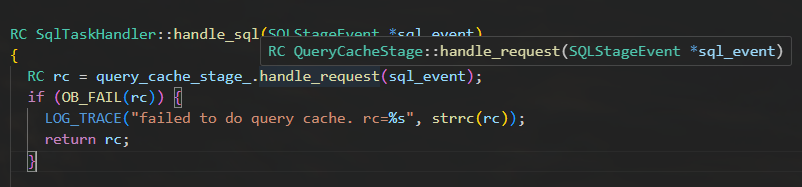 RC SqlTaskHandler::handle_sql(SQLStageEvent *sql_event)
RC QueryCacheStage::handle_request(SQLStageEvent *sql_event)
{
RC rc = query_cache_stage_.handle_request(sql_event);
if (OB_FAIL(rc)) {
LOG_TRACE("failed to do query cache. rc=%s", strrc(rc));
return rc;
}